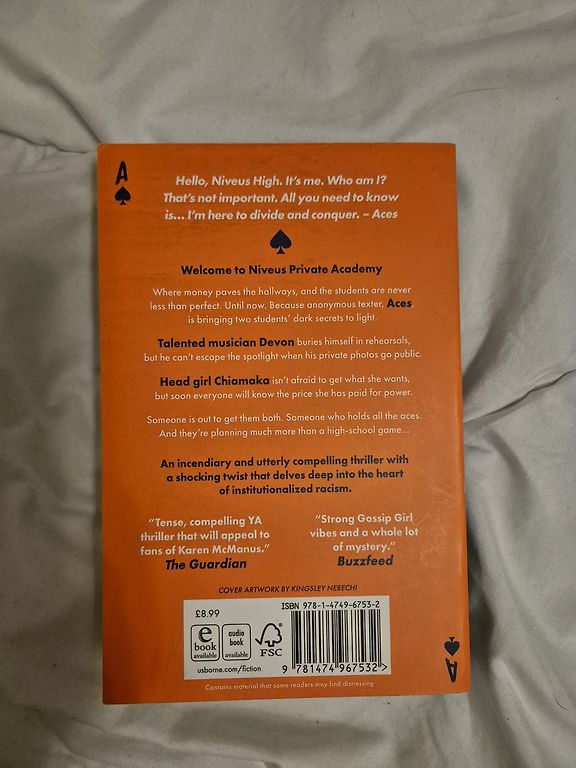 A
Hello, Niveus High. It's me. Who am I?
That's not important. All you need to know
is... I'm here to divide and conquer. – Aces
Welcome to Niveus Private Academy
Where money paves the hallways, and the students are never
less than perfect. Until now. Because anonymous texter, Aces
is bringing two students' dark secrets to light.
Talented musician Devon buries himself in rehearsals,
but he can't escape the spotlight when his private photos go public.
Head girl Chiamaka isn't afraid to get what she wants,
but soon everyone will know the price she has paid for power.
Someone is out to get them both. Someone who holds all the aces.
And they're planning much more than a high-school game...
An incendiary and utterly compelling thriller with
a shocking twist that delves deep into the heart
of institutionalized racism.
"Tense, compelling YA
thriller that will appeal to
fans of Karen McManus."
The Guardian
"Strong Gossip Girl
vibes and a whole lot
of mystery."
Buzzfeed
COVER ARTWORK BY KINGSLEY NEBECHI
£8.99
ISBN 978-1-4749-6753-2
e
book
available
audio
book
available
FSC
usborne.com/fiction
9 781474 967532 >
A
Contains material that some readers may find distressing